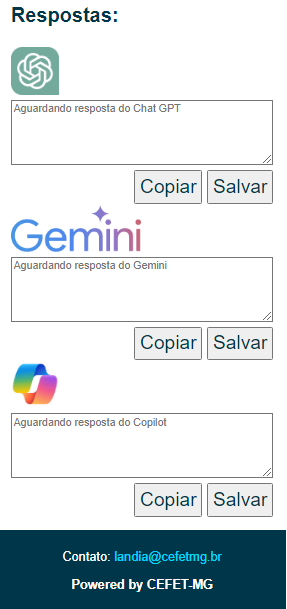 Respostas:
Aguardando resposta do Chat GPT
Copiar Salvar
Gemini
Aguardando resposta do Gemini
Copiar Salvar
Aguardando resposta do Copilot
Copiar Salvar
Contato: landia@cefetmg.br
Powered by CEFET-MG